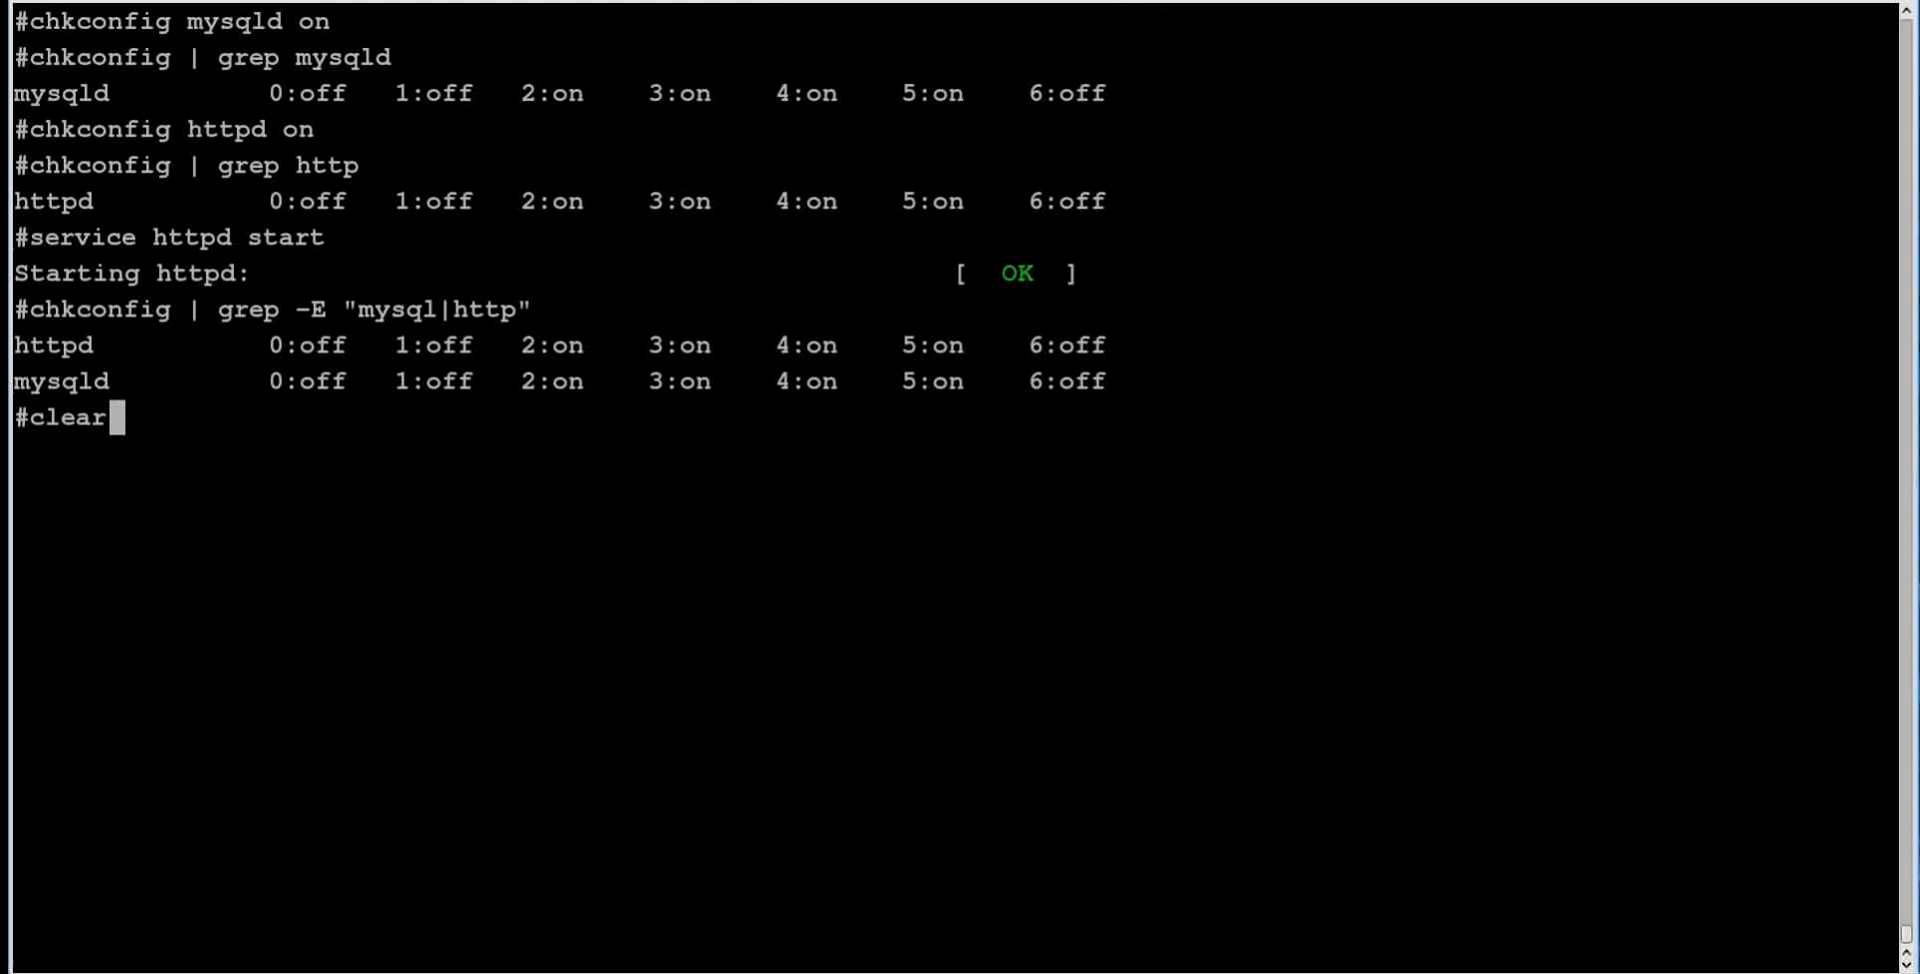 #chkconfig mysqld on
#chkconfig | grep mysqld
mysqld 0:off 1:off 2:on 3:on 4:on 5:on 6:off
#chkconfig httpd on
#chkconfig | grep http
httpd 0:off 1:off 2:on 3:on 4:on 5:on 6:off
#service httpd start
Starting httpd: [ OK ]
#chkconfig | grep -E "mysql|http"
httpd 0:off 1:off 2:on 3:on 4:on 5:on 6:off
mysqld 0:off 1:off 2:on 3:on 4:on 5:on 6:off
#clear